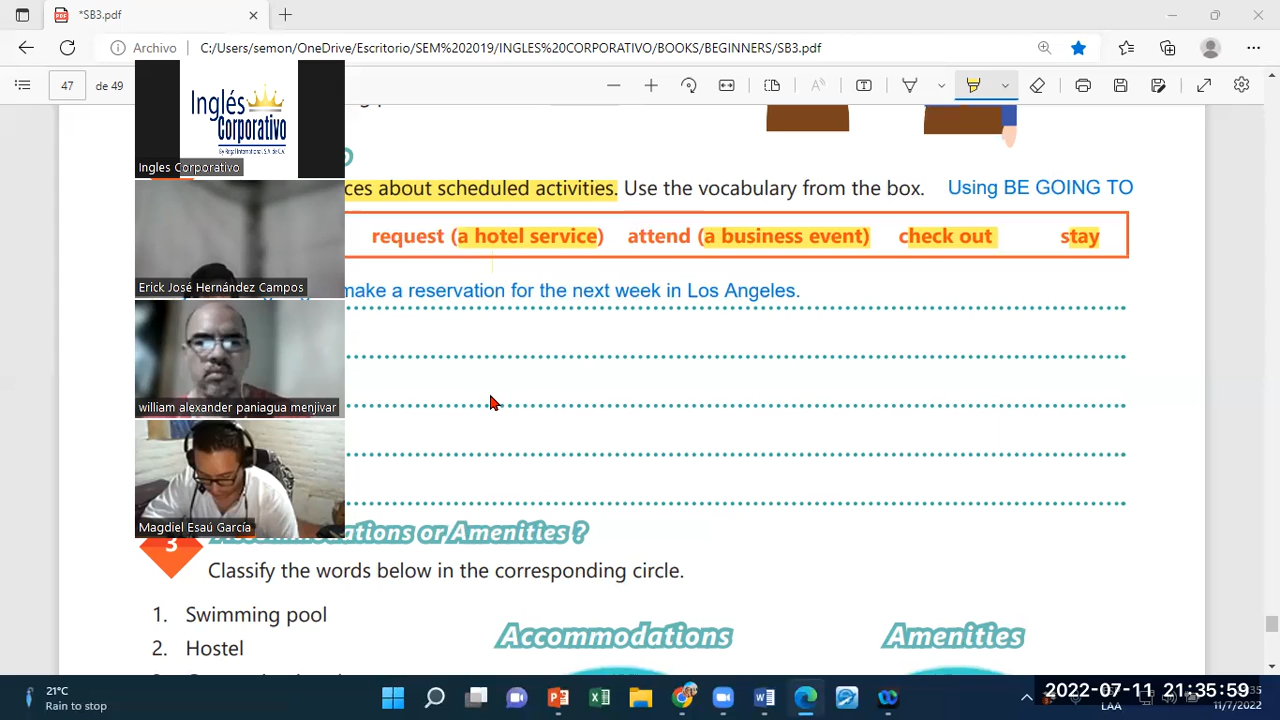 *SB3.pdf
Archivo C:/Users/semon/OneDrive/Escritorio/SEM%202019/INGLES%20CORPORATIVO/BOOKS/BEGINNERS/SB3.pdf
47 de 49
Inglés
Corporativo
Ingles Corporativo
ces about scheduled activities. Use the vocabulary from the box. Using BE GOING TO
request (a hotel service) attend (a business event) check out stay
Erick José Hernández Campos
make a reservation for the next week in Los Angeles.
william alexander paniagua menjivar
Magdiel Esaú García
ations or Amenities ?
3
Classify the words below in the corresponding circle.
1. Swimming pool
Accommodations Amenities
2. Hostel
21°C
Rain to stop
LAA
2022-07-11 21:35:59
35
11/7/2022